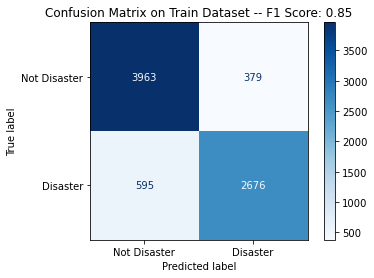 Confusion Matrix on Train Dataset -- F1 Score: 0.85
Not Disaster
3963
379
Disaster
595
2676
True label
Not Disaster
Disaster
Predicted label
3500
3000
2500
2000
1500
1000
500